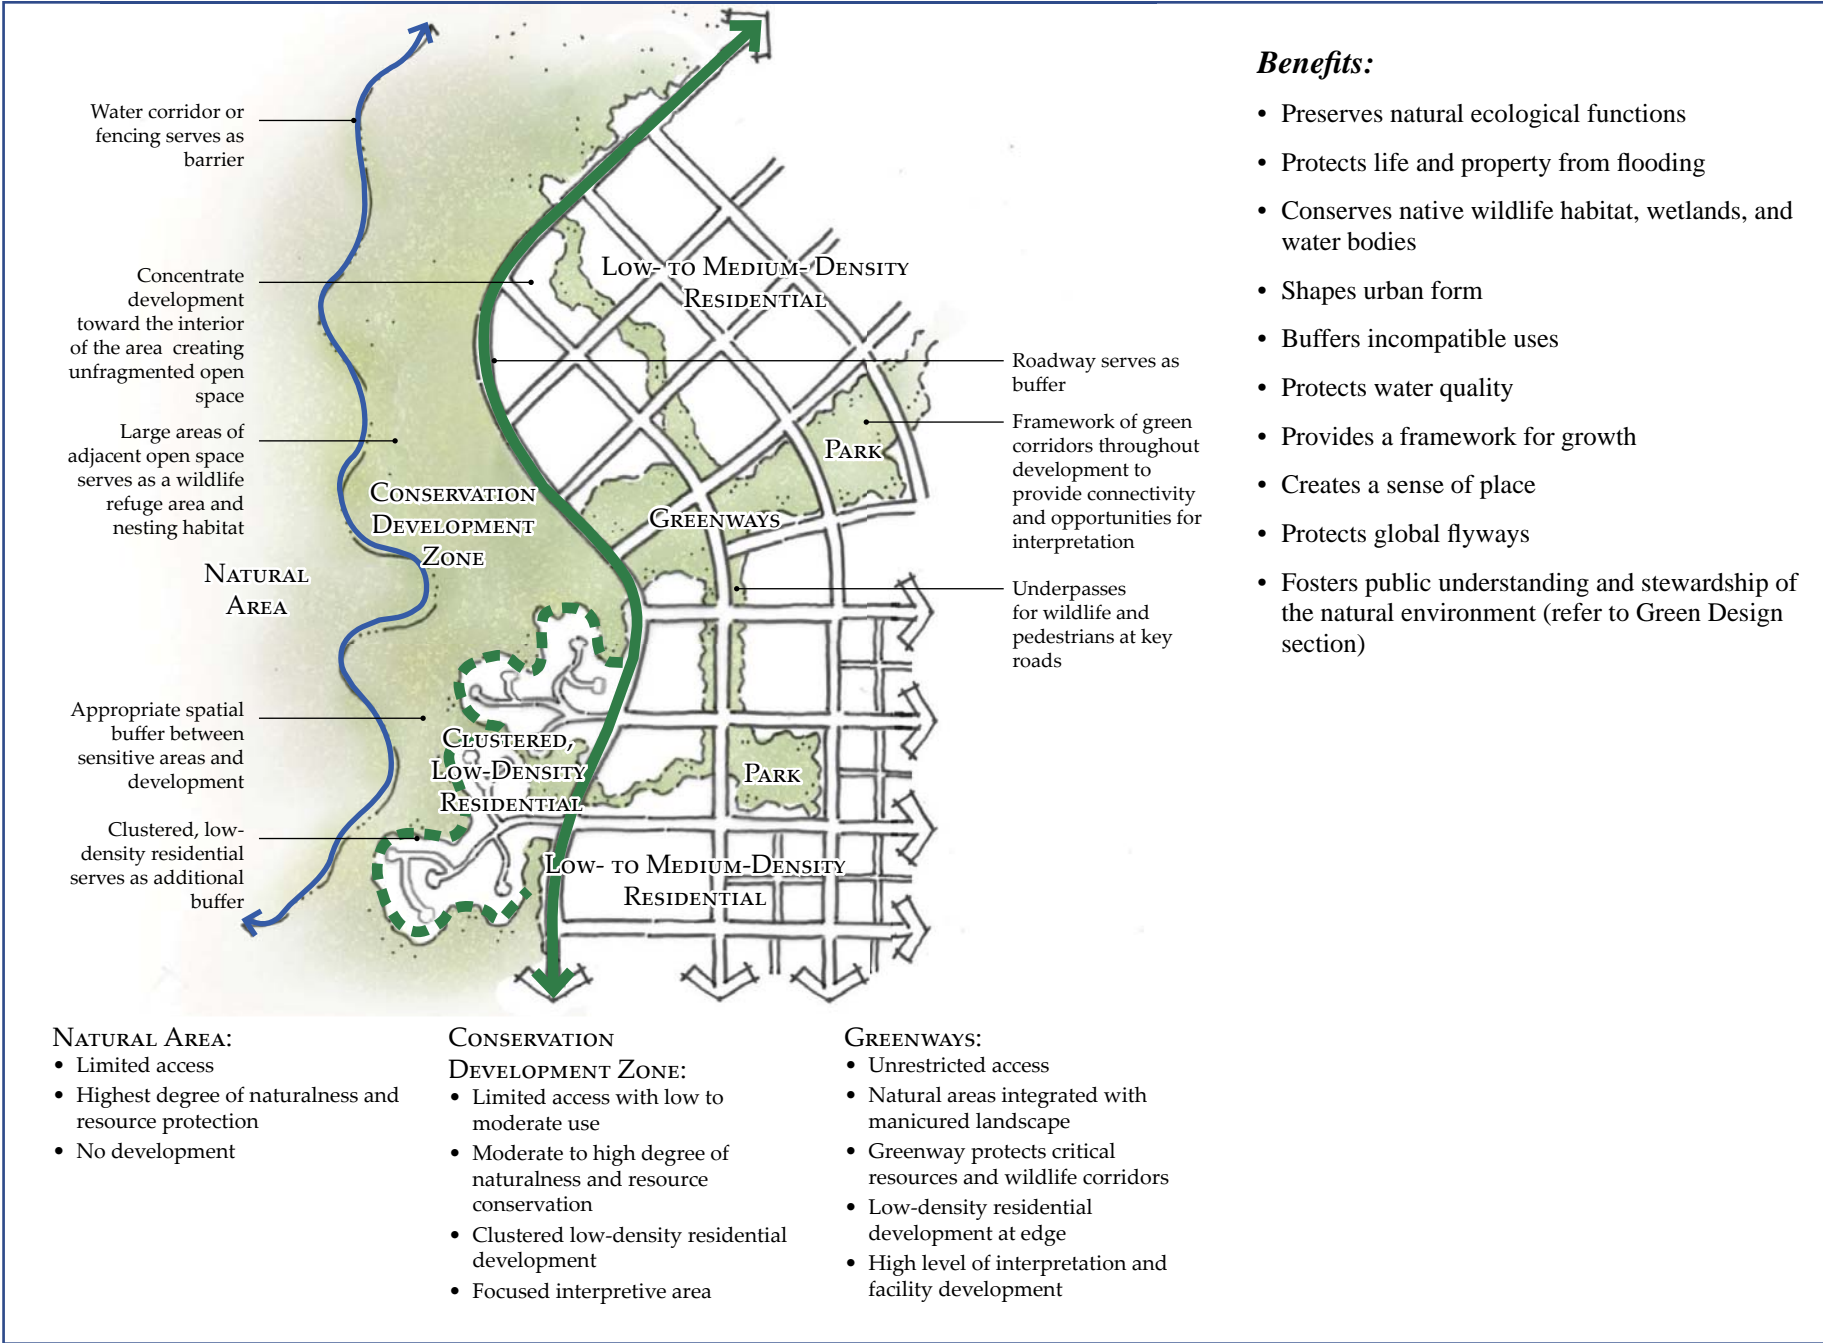 Water corridor or
fencing serves as
barrier
Concentrate
development
toward the interior
of the area creating
unfragmented open
space
Large areas of
adjacent open space
serves as a wildlife
refuge area and
nesting habitat
Appropriate spatial
buffer between
sensitive areas and
development
Clustered, low-
density residential
serves as additional
buffer
Natural
Area
Conservation
Development
Zone
Clustered,
Low-Density
Residential
Low- to Medium- Density
Residential
Park
Greenways
Park
Low- to Medium-Density
Residential
Roadway serves as
buffer
Framework of green
corridors throughout
development to
provide connectivity
and opportunities for
interpretation
Underpasses
for wildlife and
pedestrians at key
roads
Benefits:
• Preserves natural ecological functions
• Protects life and property from flooding
• Conserves native wildlife habitat, wetlands, and
water bodies
• Shapes urban form
• Buffers incompatible uses
• Protects water quality
• Provides a framework for growth
• Creates a sense of place
• Protects global flyways
• Fosters public understanding and stewardship of
the natural environment (refer to Green Design
section)
Natural Area:
• Limited access
• Highest degree of naturalness and
resource protection
• No development
Conservation
Development Zone:
• Limited access with low to
moderate use
• Moderate to high degree of
naturalness and resource
conservation
• Clustered low-density residential
development
• Focused interpretive area
Greenways:
• Unrestricted access
• Natural areas integrated with
manicured landscape
• Greenway protects critical
resources and wildlife corridors
• Low-density residential
development at edge
• High level of interpretation and
facility development